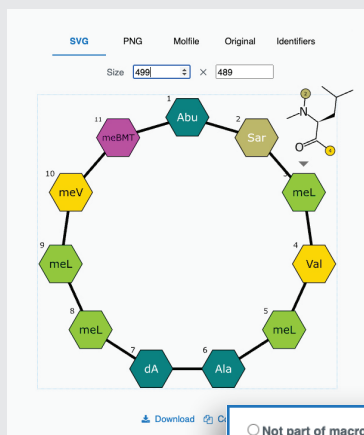 SVG PNG Molfile Original Identifiers
Size 499 × 489
1
Abu
11
meBMT
2
Sar
2
N
O
4
10
meV
meL
9
meL
4
Val
8
meL
5
meL
7
dA
6
Ala
Download
Not part of macro